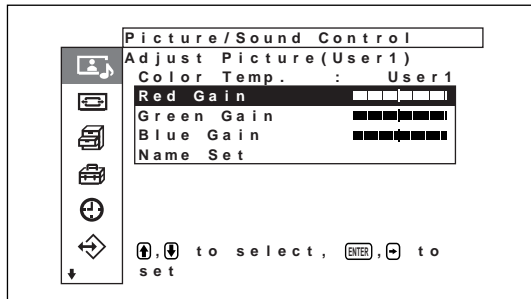 Picture/Sound Control
Adjust Picture(User1)
Color Temp. : User1
Red Gain
Green Gain
Blue Gain
Name Set
↑,↓ to select, ENTER,→ to
set